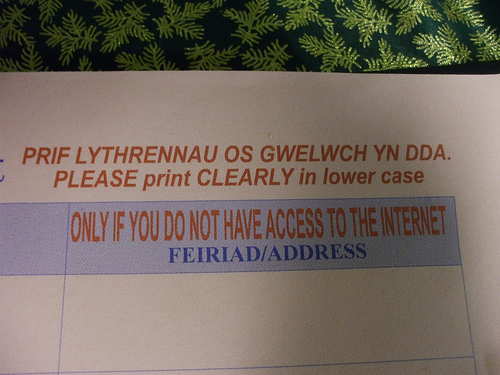 PRIF LYTHRENNAU OS GWELWCH YN DDA.
PLEASE print CLEARLY in lower case
ONLY IF YOU DO NOT HAVE ACCESS TO THE INTERNET
FEIRIAD/ADDRESS